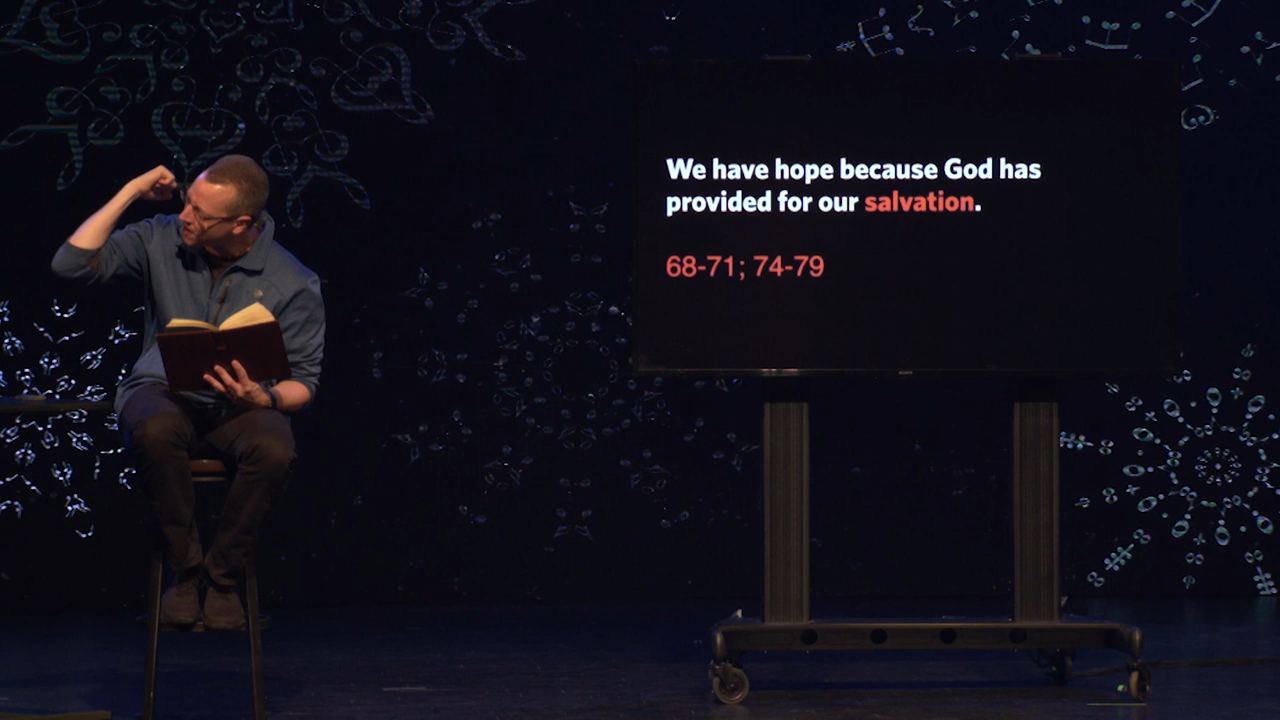 We have hope because God has
provided for our salvation.
68-71; 74-79